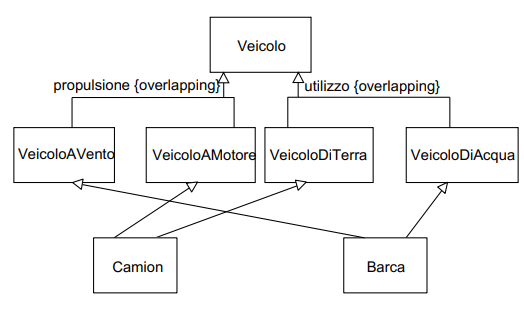 Veicolo
propulsione {overlapping}
utilizzo {overlapping}
VeicoloAVento
VeicoloAMotore
VeicoloDiTerra
VeicoloDiAcqua
Camion
Barca